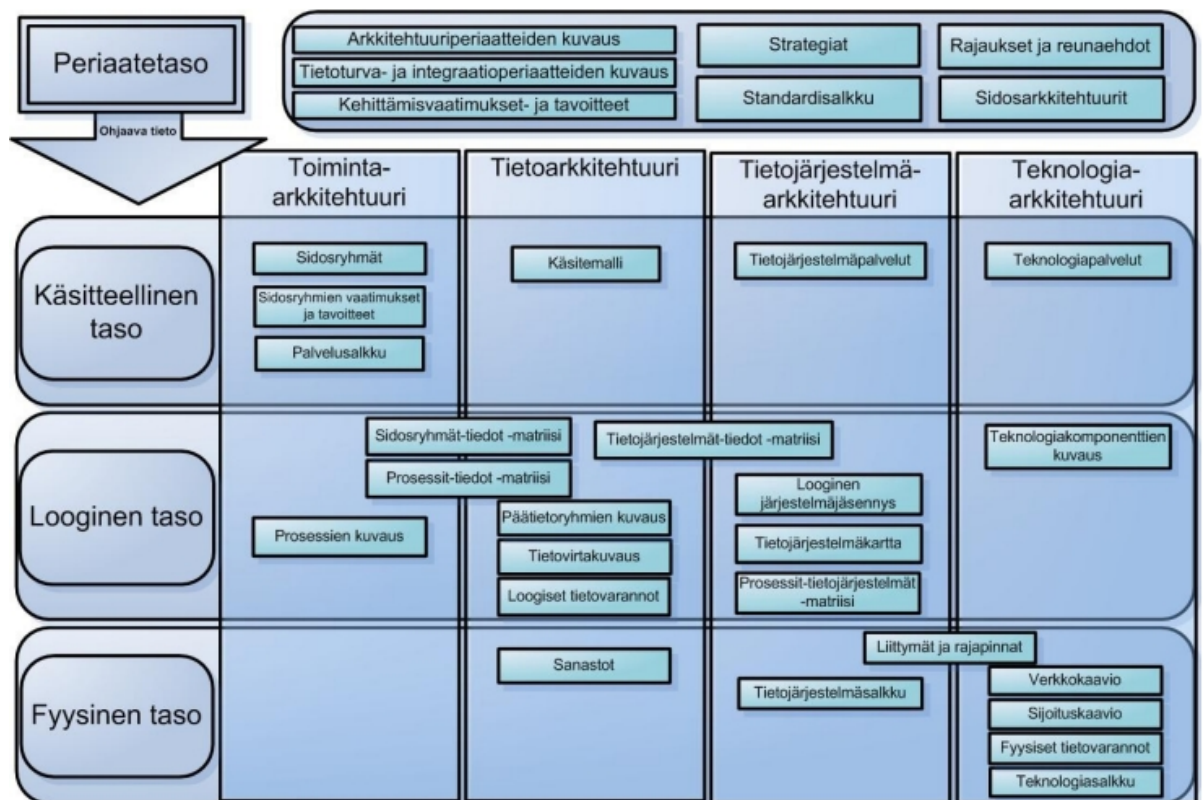 Periaatetaso
Ohjaava tieto
Arkkitehtuuriperiaatteiden kuvaus
Tietoturva- ja integraatioperiaatteiden kuvaus
Kehittämisvaatimukset- ja tavoitteet
Strategiat
Standardisalkku
Rajaukset ja reunaehdot
Sidosarkkitehtuurit
Toiminta-
arkkitehtuuri
Tietoarkkitehtuuri
Tietojärjestelmä-
arkkitehtuuri
Teknologia-
arkkitehtuuri
Käsitteellinen
taso
Sidosryhmät
Sidosryhmien vaatimukset
ja tavoitteet
Palvelusalkku
Käsitemalli
Tietojärjestelmäpalvelut
Teknologiapalvelut
Looginen taso
Sidosryhmät-tiedot -matriisi
Prosessit-tiedot -matriisi
Prosessien kuvaus
Päätietoryhmien kuvaus
Tietovirtakuvaus
Loogiset tietovarannot
Tietojärjestelmät-tiedot -matriisi
Looginen
järjestelmäjäsennys
Tietojärjestelmäkartta
Prosessit-tietojärjestelmät
-matriisi
Teknologiakomponenttien
kuvaus
Fyysinen taso
Sanastot
Liittymät ja rajapinnat
Tietojärjestelmäsalkku
Verkkokaavio
Sijoituskaavio
Fyysiset tietovarannot
Teknologiasalkku